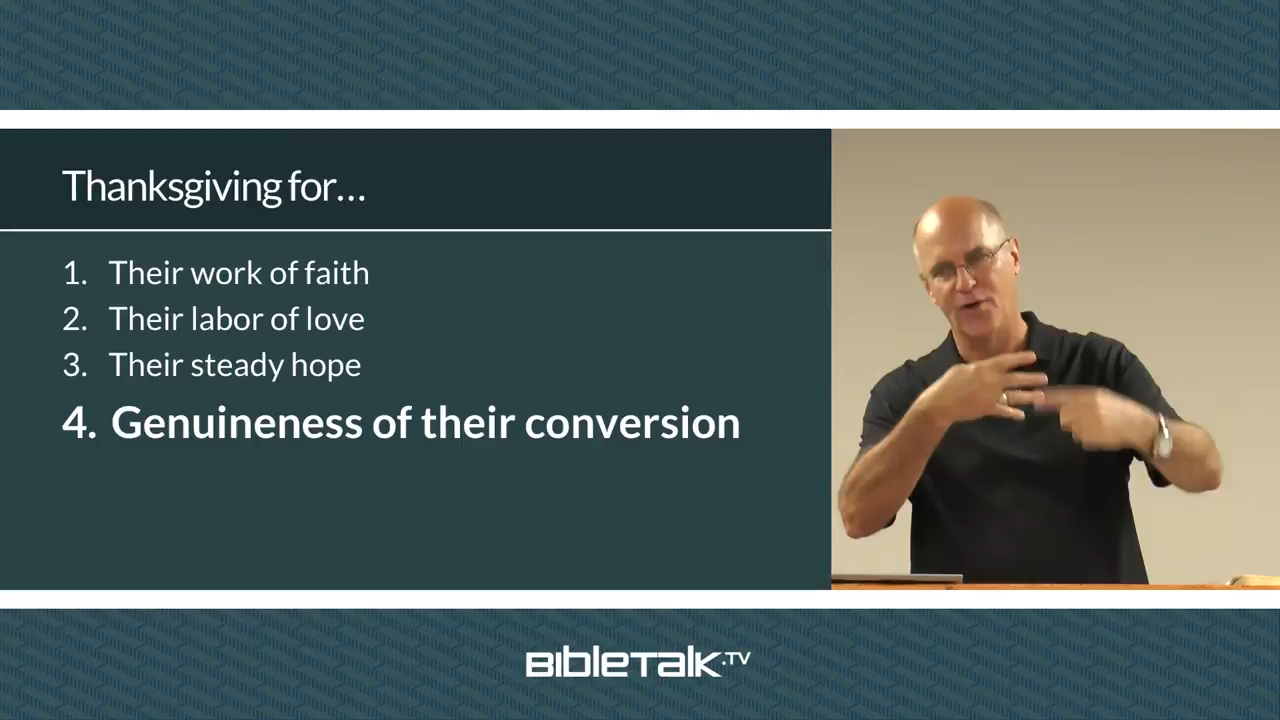 Thanksgiving for...
1. Their work of faith
2. Their labor of love
3. Their steady hope
4. Genuineness of their conversion
BIBLETALK.TV